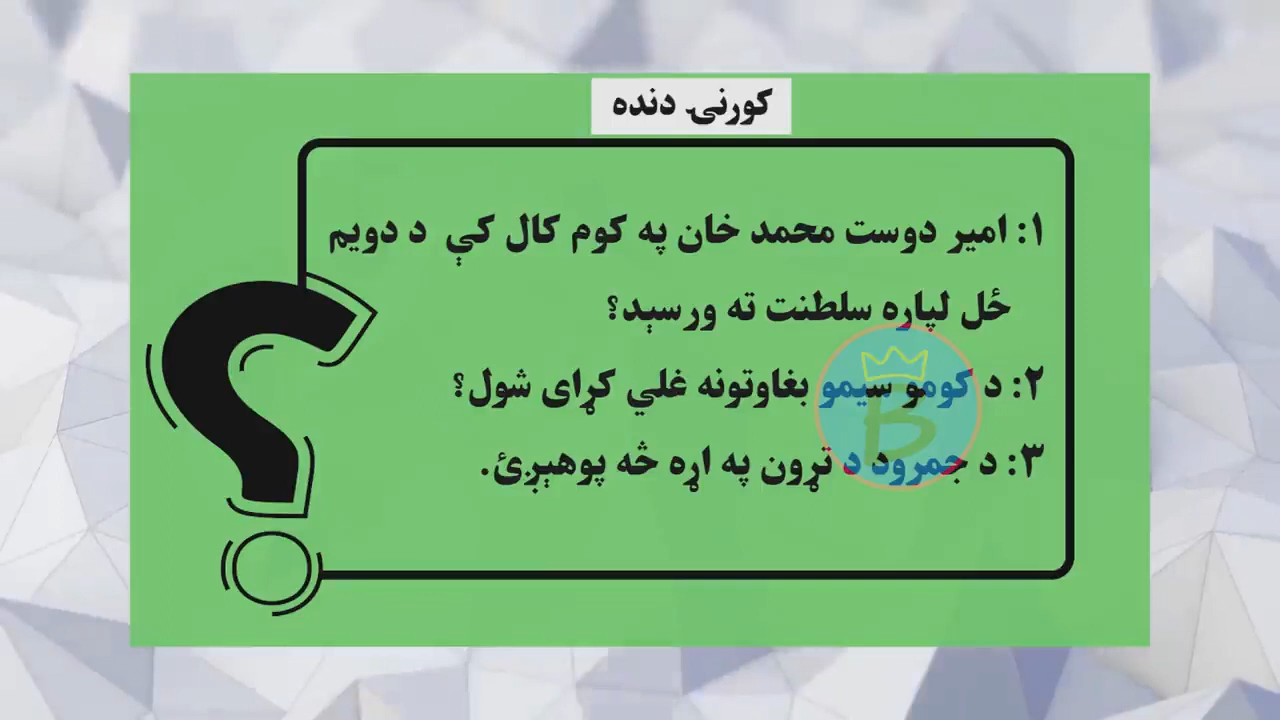 کورنۍ دنده
۱: امیر دوست محمد خان په کوم کال کې د دویم
ځل لپاره سلطنت ته ورسېد؟
۲: د کومو سیمو بغاوتونه غلي کړای شول؟
۳: د جمرود د تړون په اړه څه پوهېږئ.
B